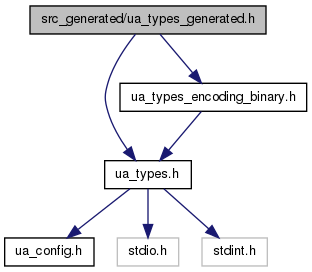 src_generated/ua_types_generated.h
ua_types_encoding_binary.h
ua_types.h
ua_config.h
stdio.h
stdint.h